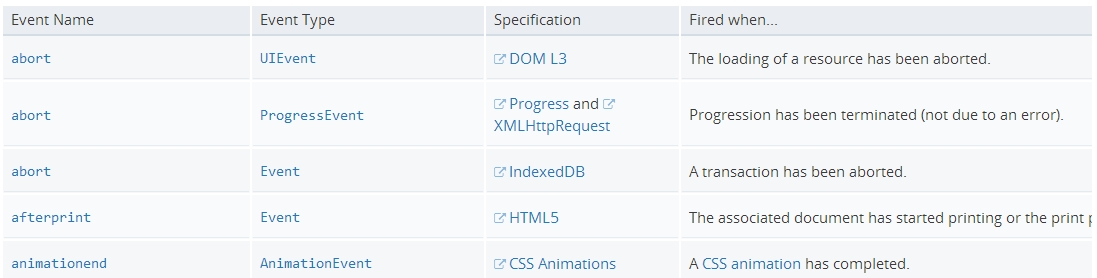 Event Name Event Type Specification Fired when...
abort UIEvent DOM L3 The loading of a resource has been aborted.
abort ProgressEvent Progress and XMLHttpRequest Progression has been terminated (not due to an error).
abort Event IndexedDB A transaction has been aborted.
afterprint Event HTML5 The associated document has started printing or the print
animationend AnimationEvent CSS Animations A CSS animation has completed.